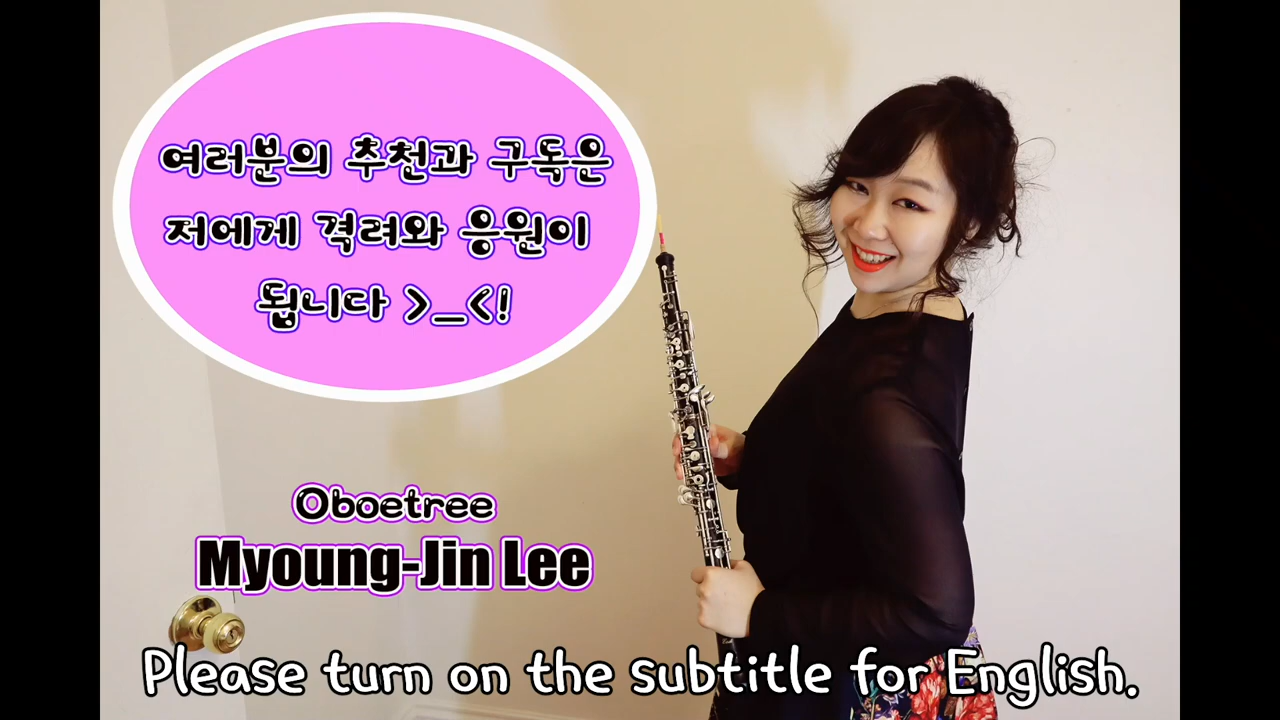 여러분의 추천과 구독은
저에게 격려와 응원이
됩니다 >_<!
Oboetree
Myoung-Jin Lee
Please turn on the subtitle for English.